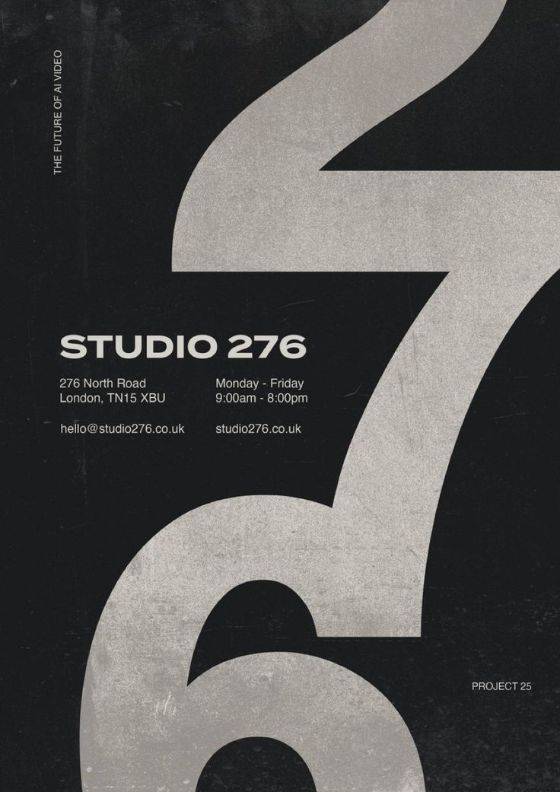 THE FUTURE OF AI VIDEO
276
STUDIO 276
276 North Road
London, TN15 XBU
Monday - Friday
9:00am - 8:00pm
hello@studio276.co.uk
studio276.co.uk
PROJECT 25